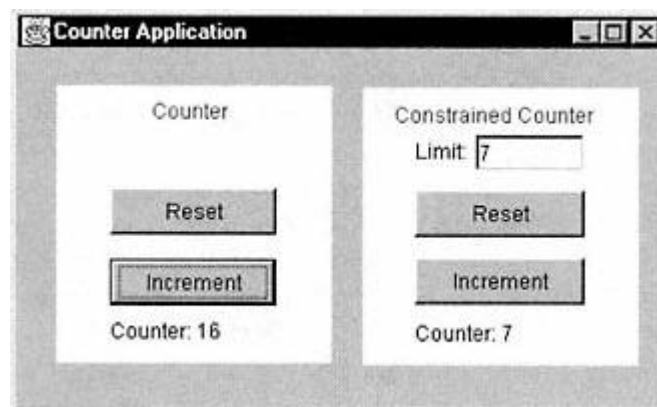 Counter Application
Counter
Reset
Increment
Counter: 16
Constrained Counter
Limit: 7
Reset
Increment
Counter: 7